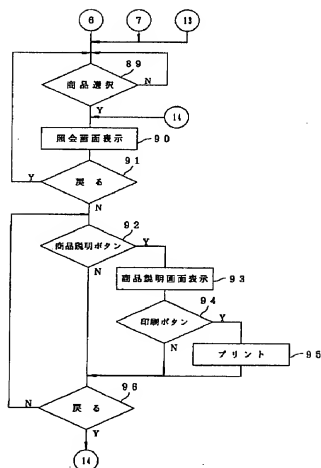 6 7 13
89
商品選択 N
Y
14
照会画面表示 90
91
Y 戻る
N
92
商品説明ボタン Y
N
商品説明画面表示 93
94
印刷ボタン Y
N
プリント 95
96
N 戻る
Y
14